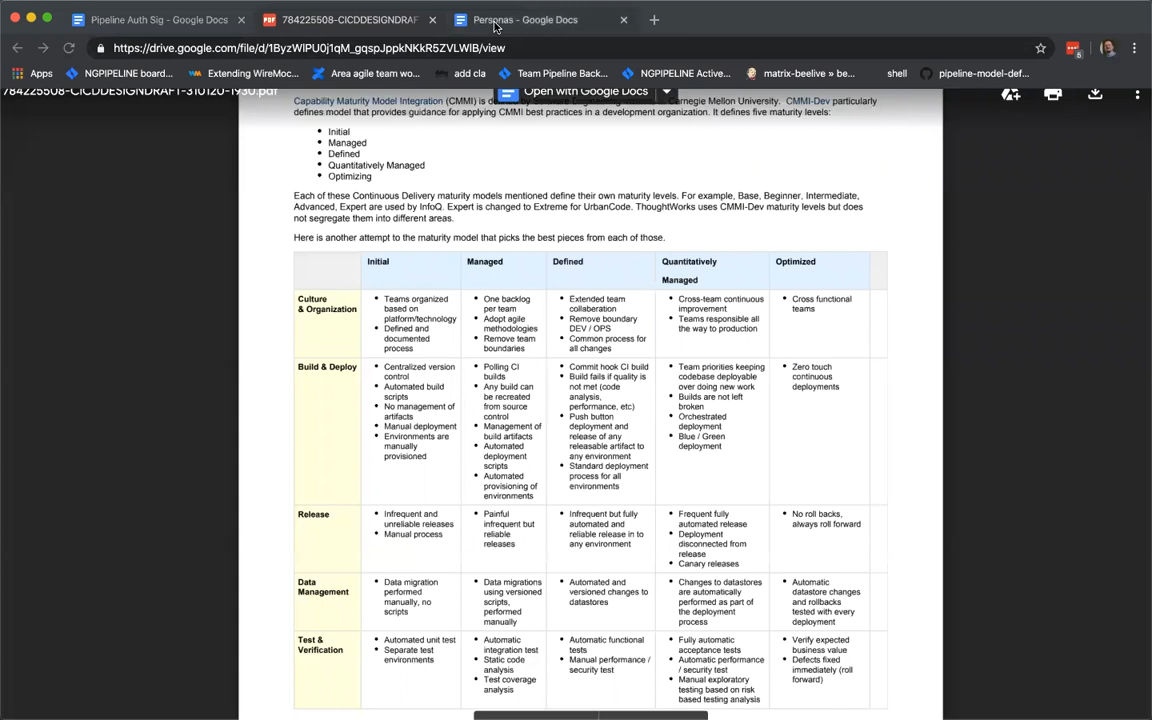 Pipeline Auth Sig - Google Docs
784225508-CICDDESIGNDRAF
Personas - Google Docs
https://drive.google.com/file/d/1ByzWlPU0j1qM_gqspJppkNKkR5ZVLWlB/view
Apps
NGPIPELINE board...
Extending WireMoc...
Area agile team wo...
add cla
Team Pipeline Back...
NGPIPELINE Active...
matrix-beelive » be...
shell
pipeline-model-def...
784225508-CICDDESIGNDRAFT-310120-1930.pdf
Open with Google Docs
Capability Maturity Model Integration (CMMI) is Carnegie Mellon University. CMMI-Dev particularly
defines model that provides guidance for applying CMMI best practices in a development organization. It defines five maturity levels:
Initial
Managed
Defined
Quantitatively Managed
Optimizing
Each of these Continuous Delivery maturity models mentioned define their own maturity levels. For example, Base, Beginner, Intermediate,
Advanced, Expert are used by InfoQ. Expert is changed to Extreme for UrbanCode. ThoughtWorks uses CMMI-Dev maturity levels but does
not segregate them into different areas.
Here is another attempt to the maturity model that picks the best pieces from each of those.
Initial
Managed
Defined
Quantitatively
Managed
Optimized
Culture
& Organization
Teams organized
based on
platform/technology
Defined and
documented
process
One backlog
per team
Adopt agile
methodologies
Remove team
boundaries
Extended team
collaberation
Remove boundary
DEV / OPS
Common process for
all changes
Cross-team continuous
improvement
Teams responsible all
the way to production
Cross functional
teams
Build & Deploy
Centralized version
control
Automated build
scripts
No management of
artifacts
Manual deployment
Environments are
manually
provisioned
Polling CI
builds
Any build can
be recreated
from source
control
Management of
build artifacts
Automated
deployment
scripts
Automated
provisioning of
environments
Commit hook CI build
Build fails if quality is
not met (code
analysis,
performance, etc)
Push button
deployment and
release of any
releasable artifact to
any environment
Standard deployment
process for all
environments
Team priorities keeping
codebase deployable
over doing new work
Builds are not left
broken
Orchestrated
deployment
Blue / Green
deployment
Zero touch
continuous
deployments
Release
Infrequent and
unreliable releases
Manual process
Painful
infrequent but
reliable
releases
Infrequent but fully
automated and
reliable release in to
any environment
Frequent fully
automated release
Deployment
disconnected from
release
Canary releases
No roll backs,
always roll forward
Data
Management
Data migration
performed
manually, no
scripts
Data migrations
using versioned
scripts,
performed
manually
Automated and
versioned changes to
datastores
Changes to datastores
are automatically
performed as part of
the deployment
process
Automatic
datastore changes
and rollbacks
tested with every
deployment
Test &
Verification
Automated unit test
Separate test
environments
Automatic
integration test
Static code
analysis
Test coverage
analysis
Automatic functional
tests
Manual performance /
security test
Fully automatic
acceptance tests
Automatic performance
/ security test
Manual exploratory
testing based on risk
based testing analysis
Verify expected
business value
Defects fixed
immediately (roll
forward)